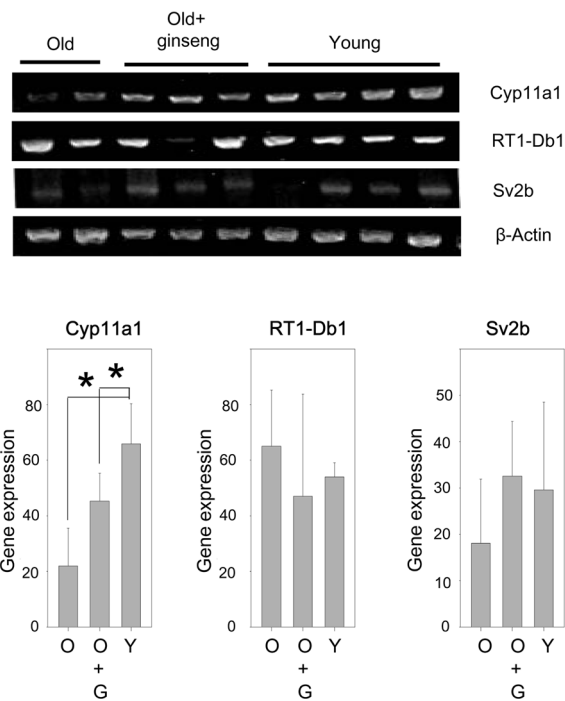 Old
Old+
ginseng
Young
Cyp11a1
RT1-Db1
Sv2b
β-Actin
Cyp11a1
Gene expression
80
60
40
20
0
* *
O O Y
+
G
RT1-Db1
Gene expression
80
60
40
20
0
O O Y
+
G
Sv2b
Gene expression
50
40
30
20
10
0
O O Y
+
G